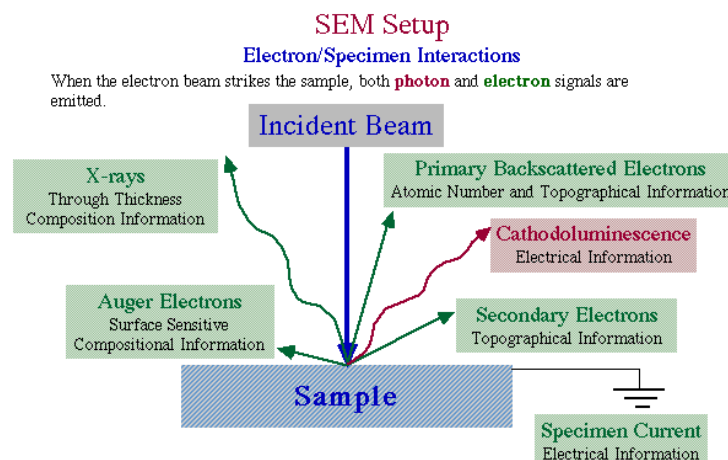 SEM Setup
Electron/Specimen Interactions
When the electron beam strikes the sample, both photon and electron signals are
emitted.
Incident Beam
X-rays
Through Thickness
Composition Information
Primary Backscattered Electrons
Atomic Number and Topographical Information
Cathodoluminescence
Electrical Information
Auger Electrons
Surface Sensitive
Compositional Information
Secondary Electrons
Topographical Information
Sample
Specimen Current
Electrical Information